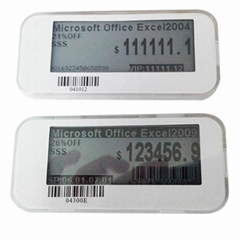 Microsoft Office Excel2004
21%OFF
SSS
$ 111111.1
VIP:11111.12
041012
Microsoft Office Excel2009
26%OFF
SSS
$ 123456.9
SP:06.01.07.01
04300E